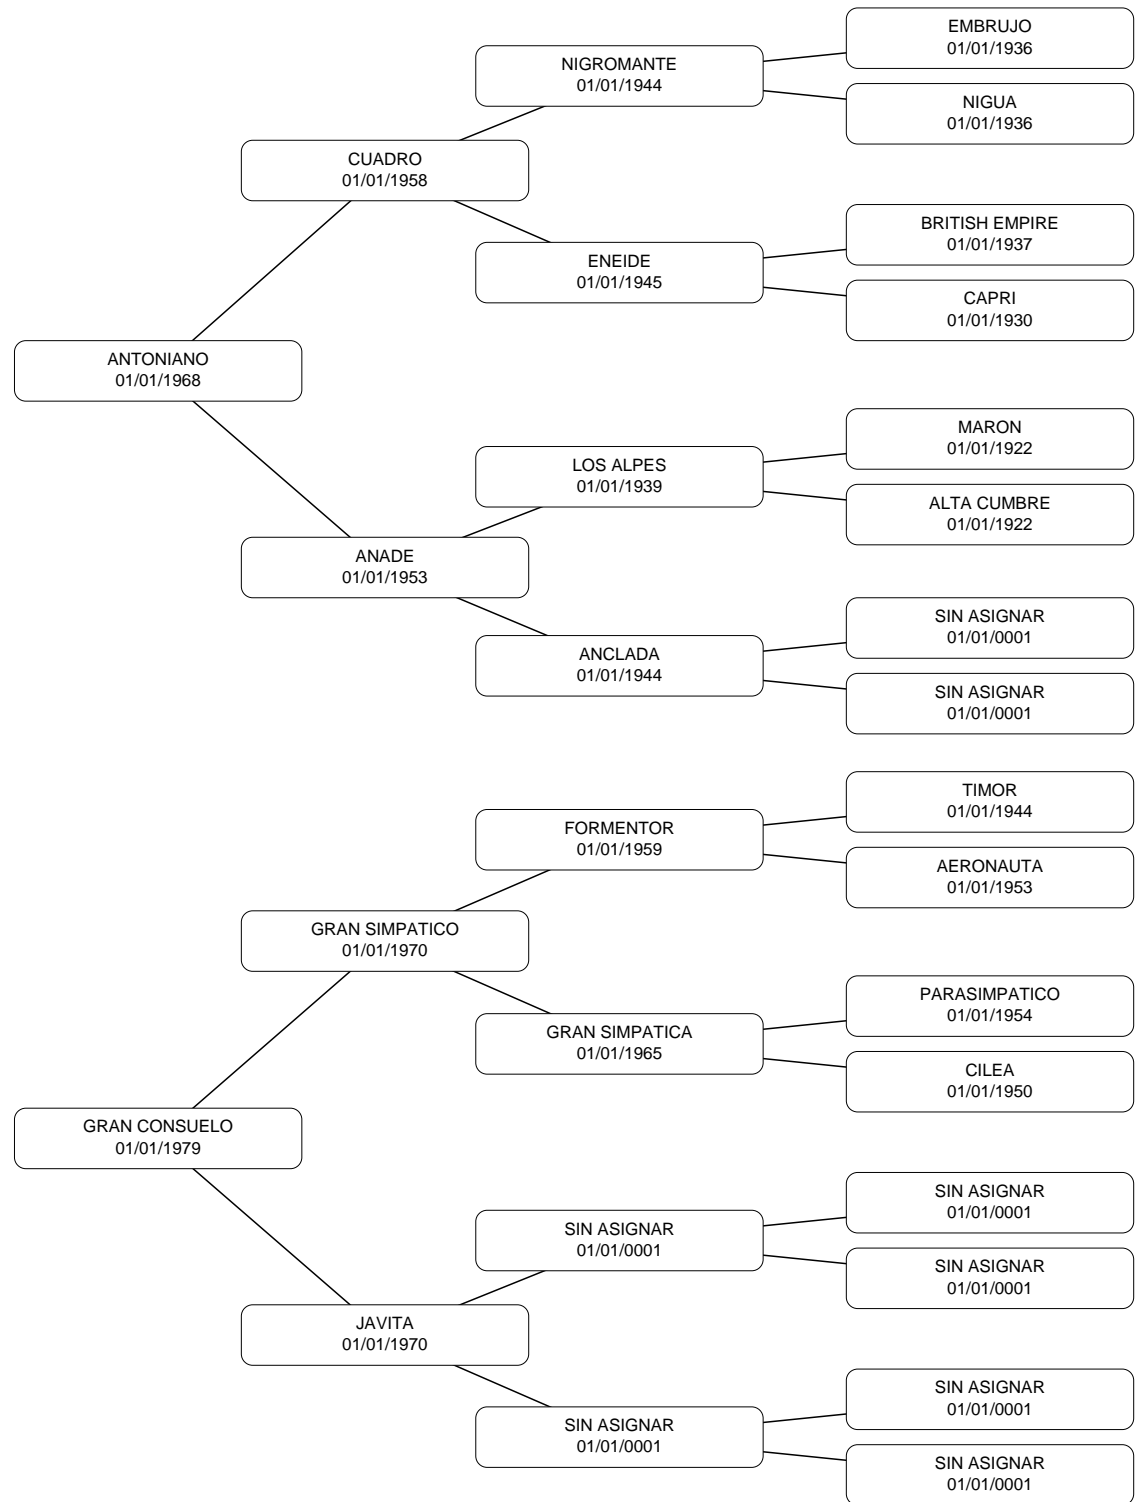 EMBRUJO
01/01/1936
NIGROMANTE
01/01/1944
NIGUA
01/01/1936
CUADRO
01/01/1958
BRITISH EMPIRE
01/01/1937
ENEIDE
01/01/1945
CAPRI
01/01/1930
ANTONIANO
01/01/1968
MARON
01/01/1922
LOS ALPES
01/01/1939
ALTA CUMBRE
01/01/1922
ANADE
01/01/1953
SIN ASIGNAR
01/01/0001
ANCLADA
01/01/1944
SIN ASIGNAR
01/01/0001
TIMOR
01/01/1944
FORMENTOR
01/01/1959
AERONAUTA
01/01/1953
GRAN SIMPATICO
01/01/1970
PARASIMPATICO
01/01/1954
GRAN SIMPATICA
01/01/1965
CILEA
01/01/1950
GRAN CONSUELO
01/01/1979
SIN ASIGNAR
01/01/0001
SIN ASIGNAR
01/01/0001
SIN ASIGNAR
01/01/0001
JAVITA
01/01/1970
SIN ASIGNAR
01/01/0001
SIN ASIGNAR
01/01/0001
SIN ASIGNAR
01/01/0001